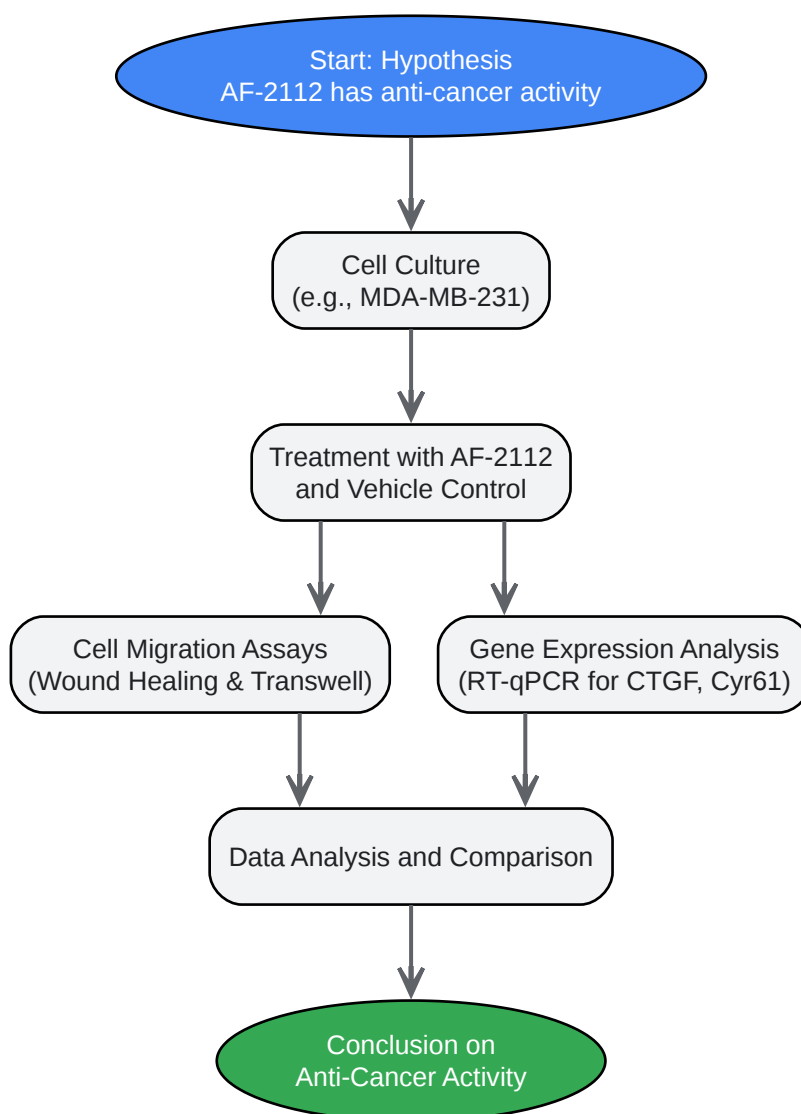 Start: Hypothesis
AF-2112 has anti-cancer activity
Cell Culture
(e.g., MDA-MB-231)
Treatment with AF-2112
and Vehicle Control
Cell Migration Assays
(Wound Healing & Transwell)
Gene Expression Analysis
(RT-qPCR for CTGF, Cyr61)
Data Analysis and Comparison
Conclusion on
Anti-Cancer Activity